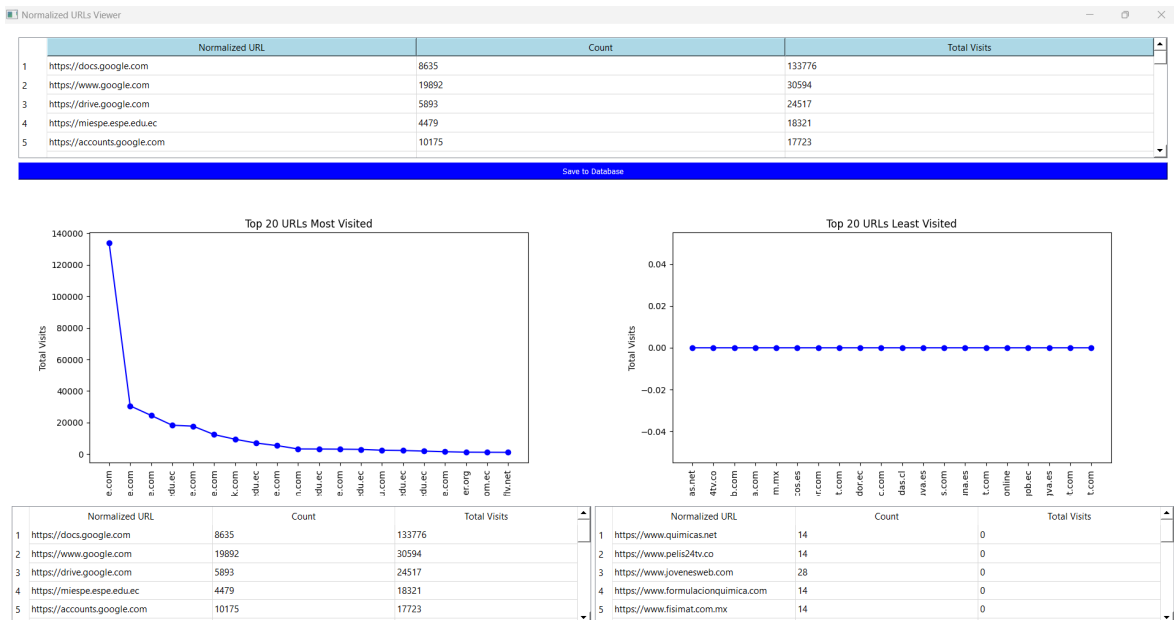 Normalized URLs Viewer
Normalized URL Count Total Visits
1 https://docs.google.com 8635 133776
2 https://www.google.com 19892 30594
3 https://drive.google.com 5893 24517
4 https://miespe.espe.edu.ec 4479 18321
5 https://accounts.google.com 10175 17723
Save to Database
Top 20 URLs Most Visited
140000
120000
100000
80000
60000
40000
20000
0
Total Visits
e.com e.com e.com du.ec e.com e.com k.com du.ec e.com n.com du.ec e.com du.ec u.com du.ec du.ec e.com er.org om.ec flv.net
Top 20 URLs Least Visited
0.04
0.02
0.00
−0.02
−0.04
Total Visits
as.net 4tv.co b.com a.com m.mx cos.es or.com t.com dor.ec c.com das.cl iva.es s.com una.es t.com online job.ec jva.es t.com t.com
Normalized URL Count Total Visits
1 https://docs.google.com 8635 133776
2 https://www.google.com 19892 30594
3 https://drive.google.com 5893 24517
4 https://miespe.espe.edu.ec 4479 18321
5 https://accounts.google.com 10175 17723
Normalized URL Count Total Visits
1 https://www.quimicas.net 14 0
2 https://www.pelis24tv.co 14 0
3 https://www.jovenesweb.com 28 0
4 https://www.formulacionquimica.com 14 0
5 https://www.fisimat.com.mx 14 0